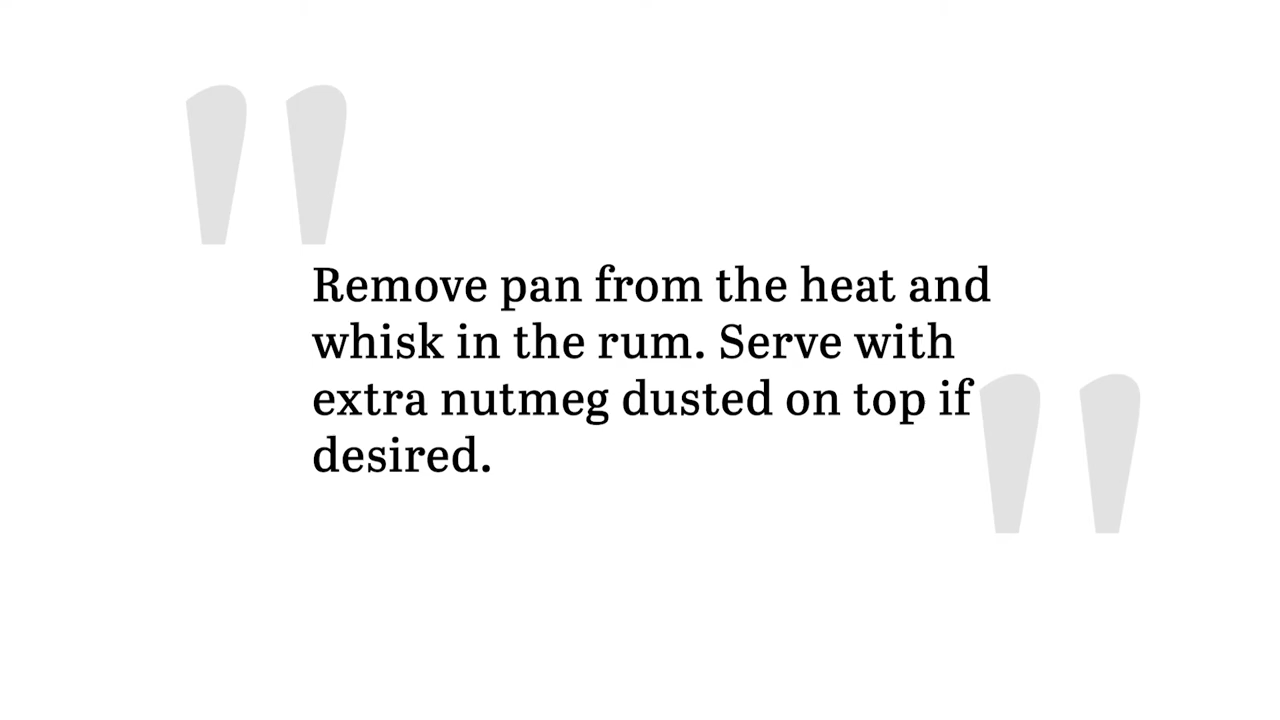 "
Remove pan from the heat and
whisk in the rum. Serve with
extra nutmeg dusted on top if
desired.
"